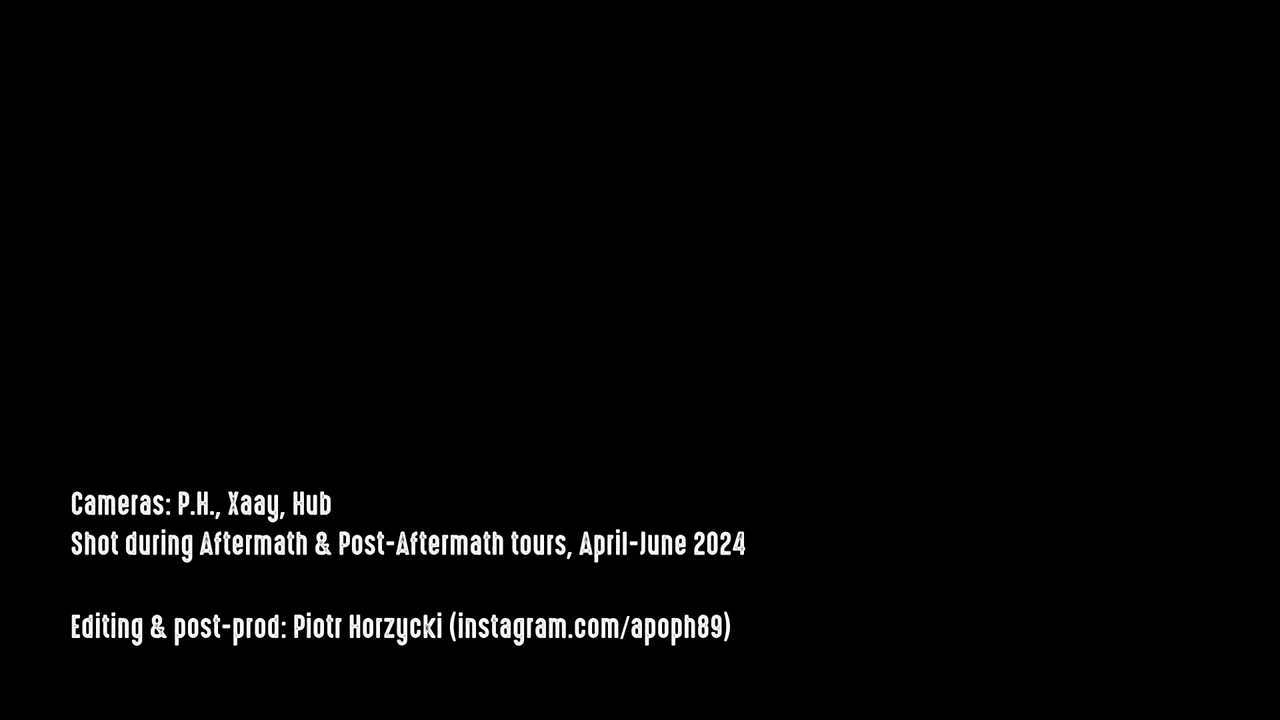 Cameras: P.H., Xaay, Hub
Shot during Aftermath & Post-Aftermath tours, April-June 2024
Editing & post-prod: Piotr Horzycki (instagram.com/apoph89)